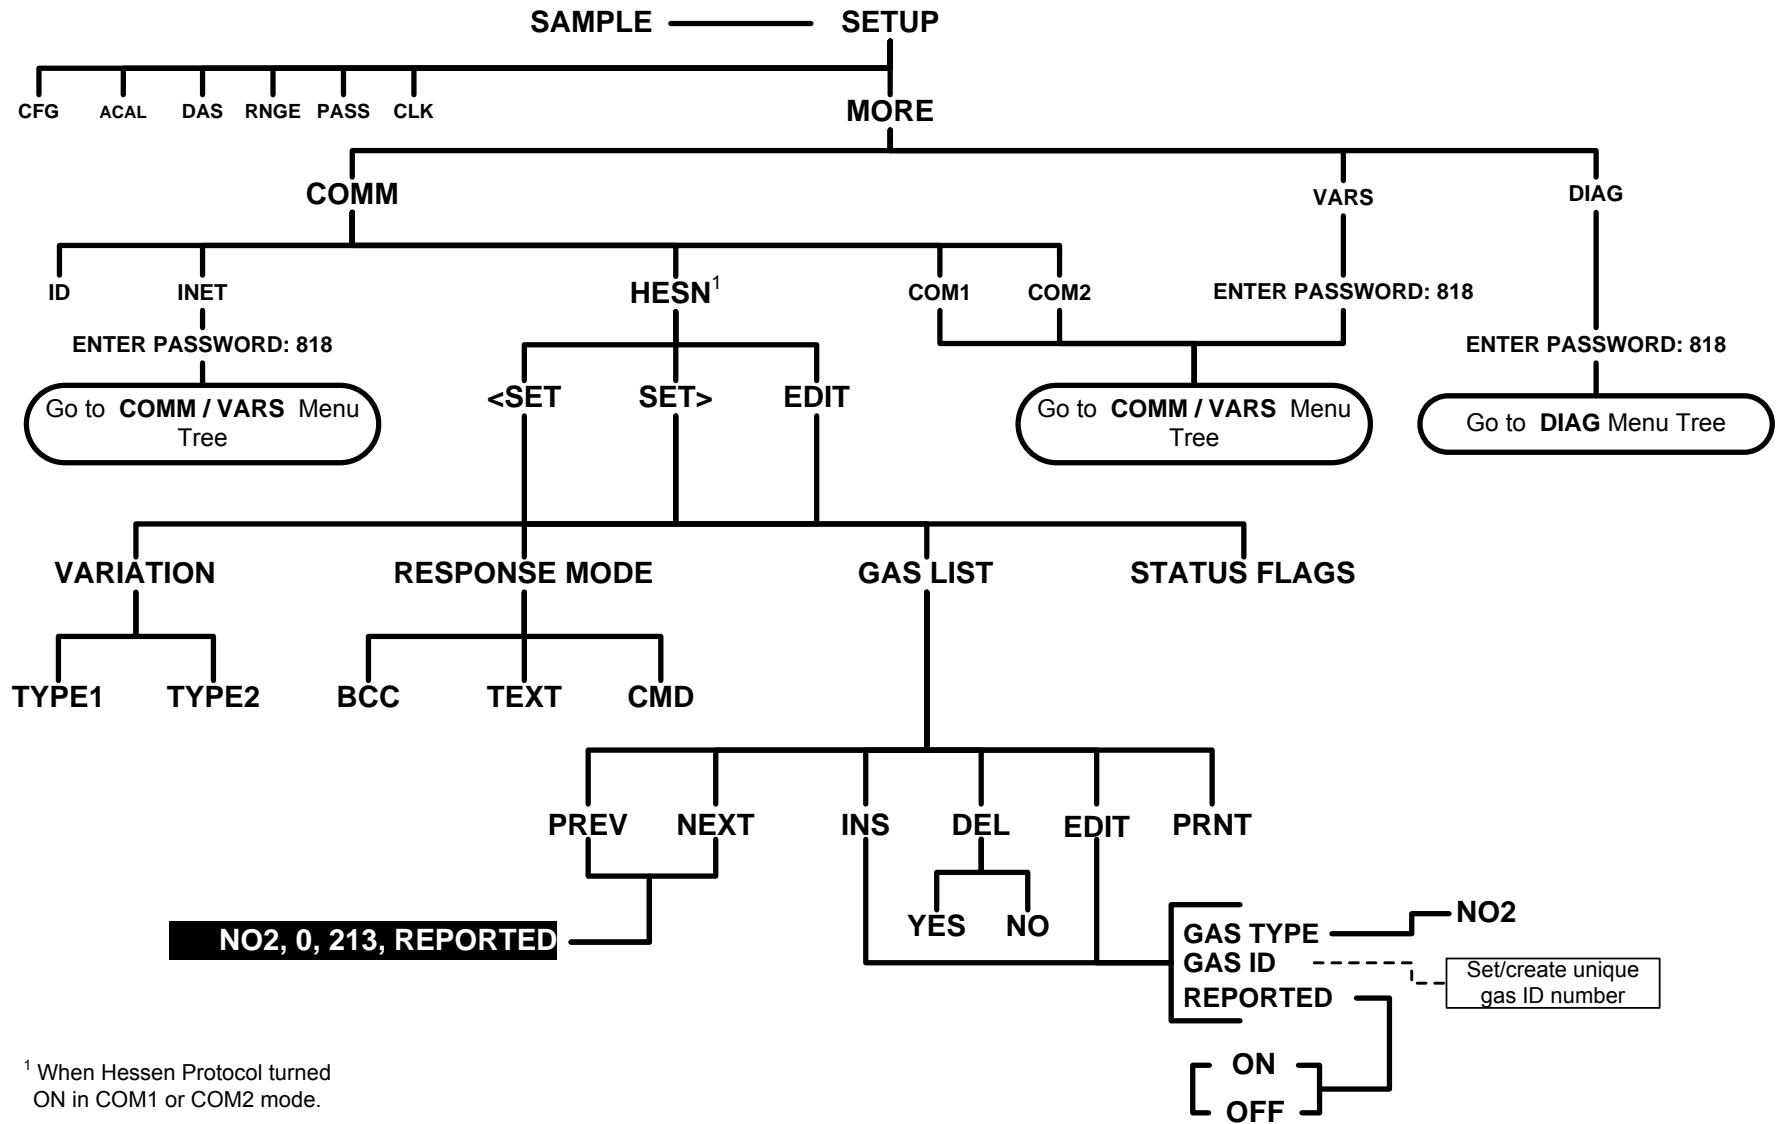 SAMPLE SETUP
CFG ACAL DAS RNGE PASS CLK MORE
COMM VARS DIAG
ID INET HESN1 COM1 COM2 ENTER PASSWORD: 818
ENTER PASSWORD: 818 ENTER PASSWORD: 818
<SET SET> EDIT
Go to COMM / VARS Menu
Tree
Go to COMM / VARS Menu
Tree
Go to DIAG Menu Tree
VARIATION RESPONSE MODE GAS LIST STATUS FLAGS
TYPE1 TYPE2 BCC TEXT CMD
PREV NEXT INS DEL EDIT PRNT
YES NO
NO2, 0, 213, REPORTED
GAS TYPE NO2
GAS ID
Set/create unique
gas ID number
REPORTED
ON
OFF
1 When Hessen Protocol turned
ON in COM1 or COM2 mode.